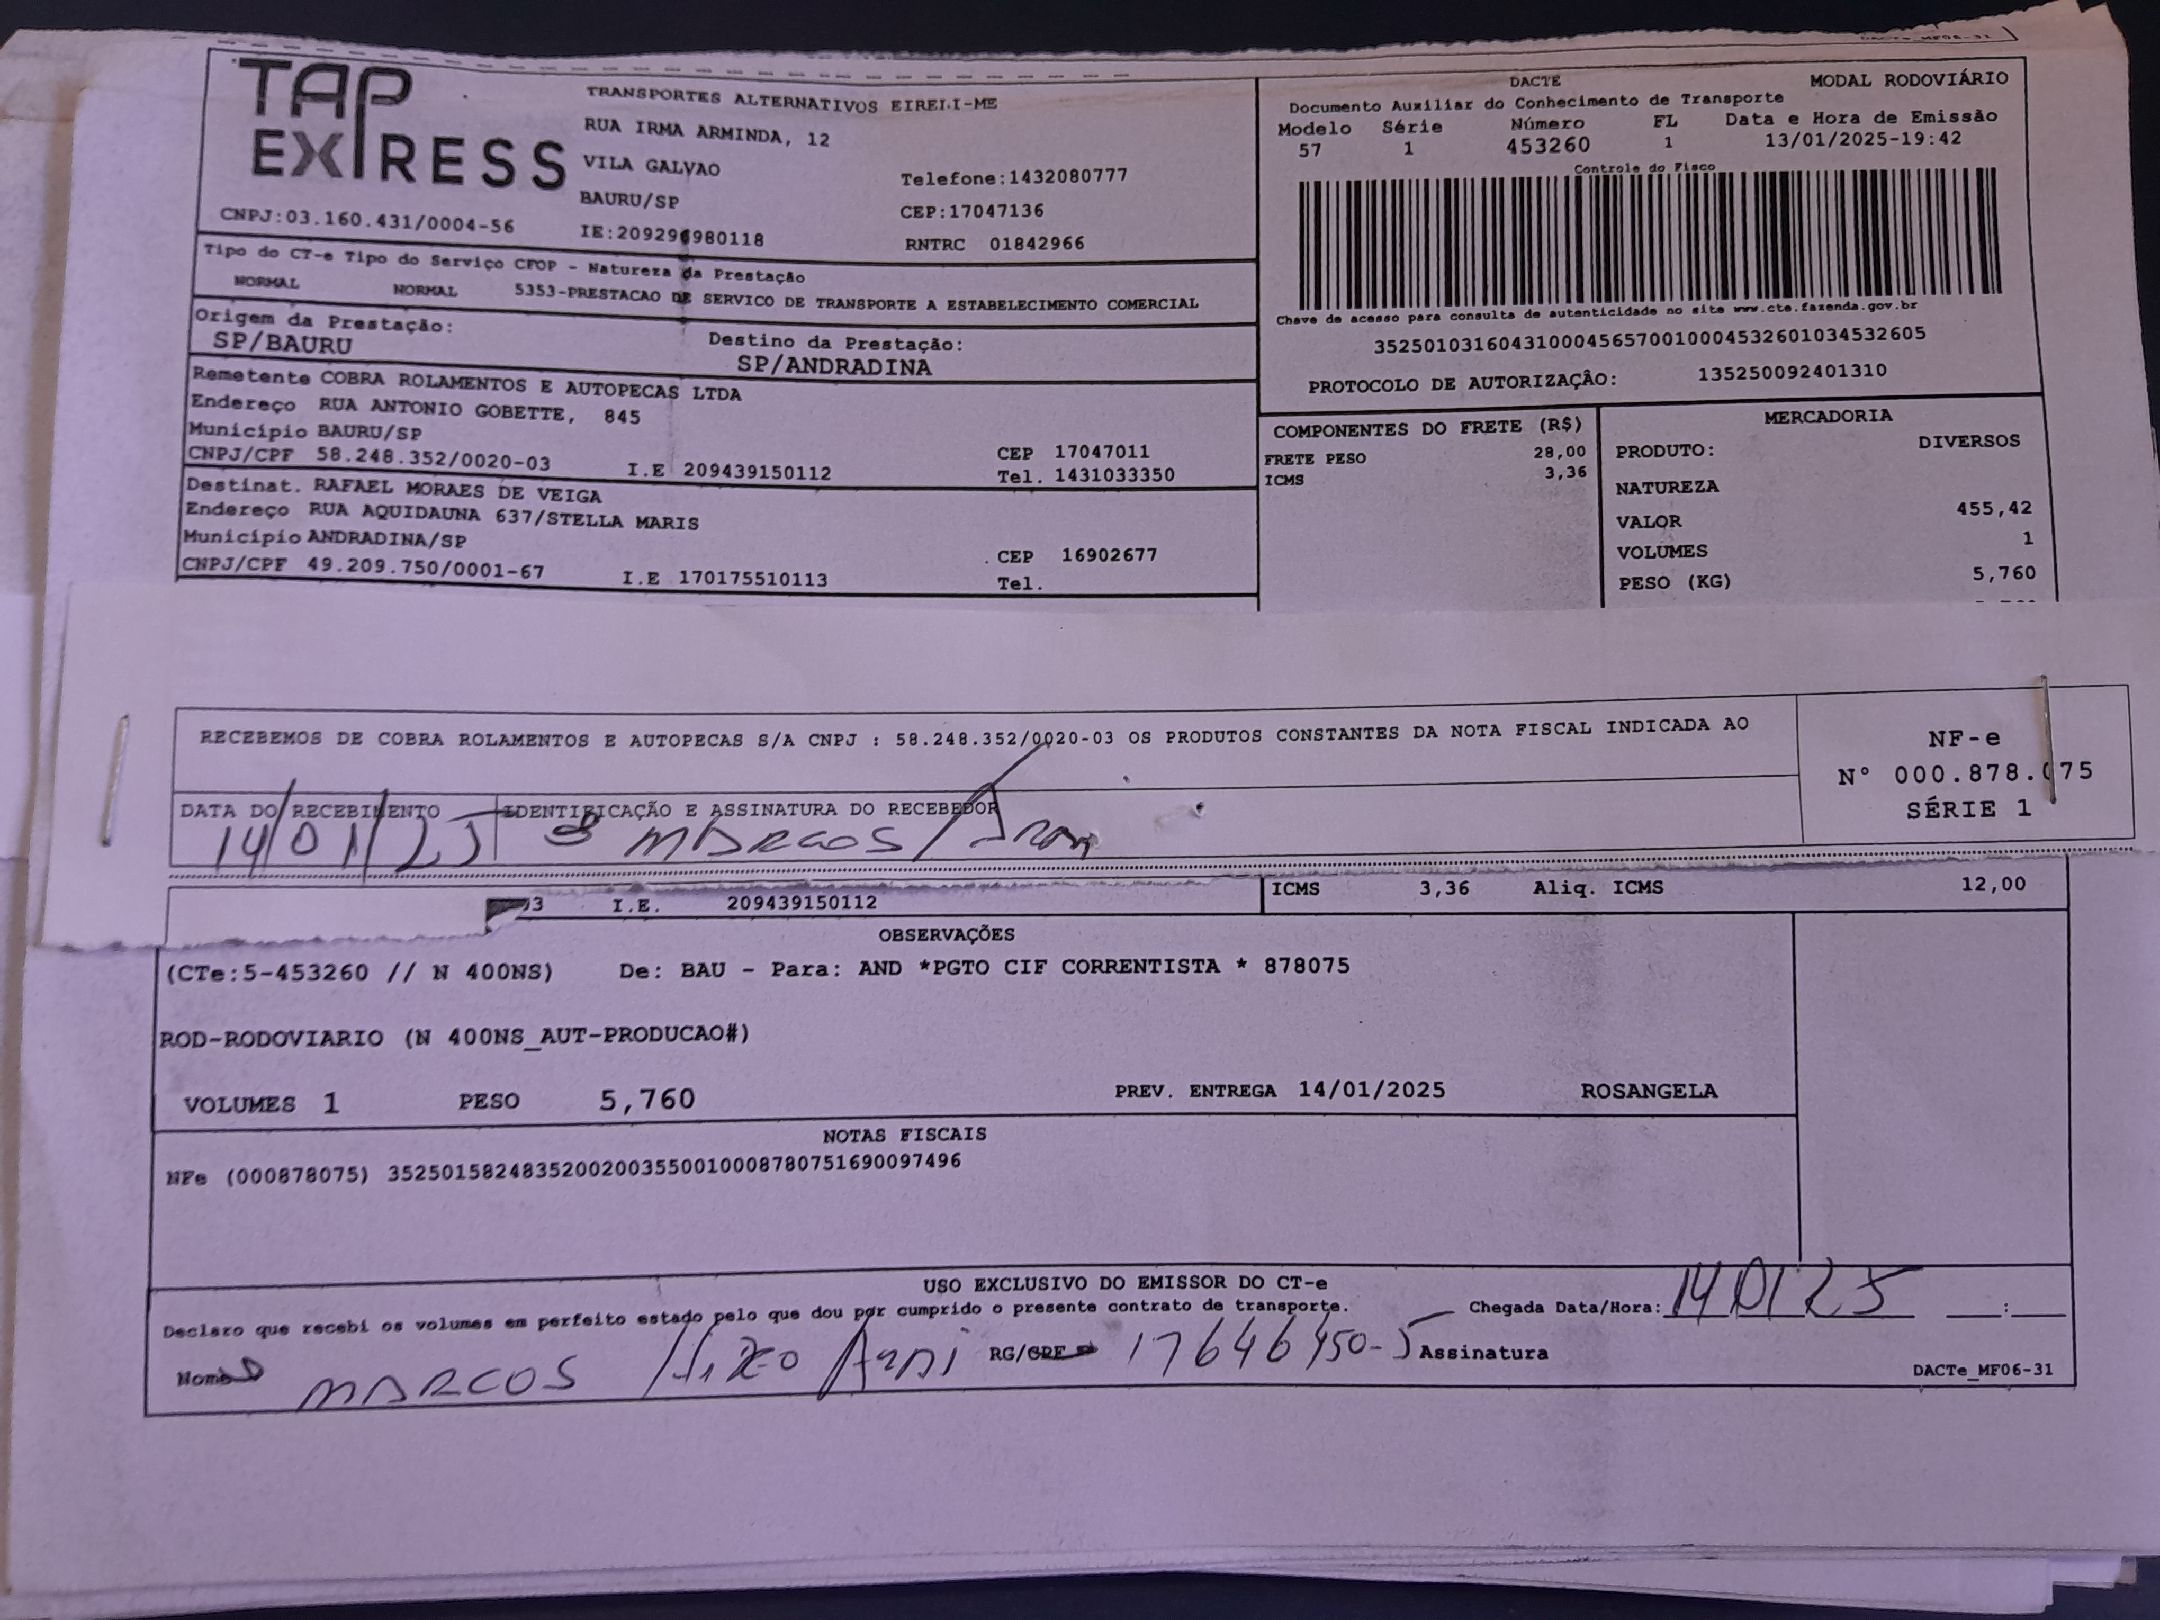 DACTe_MF06-31
TAP EXPRESS
TRANSPORTES ALTERNATIVOS EIRELI-ME
RUA IRMA ARMINDA, 12
VILA GALVAO
Telefone:1432080777
BAURU/SP
CEP:17047136
CNPJ:03.160.431/0004-56
IE:209296980118
RNTRC 01842966
DACTE
MODAL RODOVIÁRIO
Documento Auxiliar do Conhecimento de Transporte
Modelo Série Número FL Data e Hora de Emissão
57 1 453260 1 13/01/2025-19:42
Controle do Fisco
Chave de acesso para consulta de autenticidade no site www.cte.fazenda.gov.br
35250103160431000456570010004532601034532605
PROTOCOLO DE AUTORIZAÇÃO: 135250092401310
Tipo do CT-e Tipo do Serviço CFOP - Natureza da Prestação
NORMAL NORMAL 5353-PRESTACAO DE SERVICO DE TRANSPORTE A ESTABELECIMENTO COMERCIAL
Origem da Prestação: Destino da Prestação:
SP/BAURU SP/ANDRADINA
Remetente COBRA ROLAMENTOS E AUTOPECAS LTDA
Endereço RUA ANTONIO GOBETTE, 845
Município BAURU/SP CEP 17047011
CNPJ/CPF 58.248.352/0020-03 I.E 209439150112 Tel. 1431033350
Destinat. RAFAEL MORAES DE VEIGA
Endereço RUA AQUIDAUNA 637/STELLA MARIS
Município ANDRADINA/SP CEP 16902677
CNPJ/CPF 49.209.750/0001-67 I.E 170175510113 Tel.
COMPONENTES DO FRETE (R$)
FRETE PESO 28,00
ICMS 3,36
MERCADORIA
PRODUTO: DIVERSOS
NATUREZA
VALOR 455,42
VOLUMES 1
PESO (KG) 5,760
RECEBEMOS DE COBRA ROLAMENTOS E AUTOPECAS S/A CNPJ : 58.248.352/0020-03 OS PRODUTOS CONSTANTES DA NOTA FISCAL INDICADA AO
NF-e
Nº 000.878.075
SÉRIE 1
DATA DO RECEBIMENTO IDENTIFICAÇÃO E ASSINATURA DO RECEBEDOR
14/01/25 MARCOS
03 I.E. 209439150112
ICMS 3,36 Aliq. ICMS 12,00
OBSERVAÇÕES
(CTe:5-453260 // N 400NS) De: BAU - Para: AND *PGTO CIF CORRENTISTA * 878075
ROD-RODOVIARIO (N 400NS_AUT-PRODUCAO#)
VOLUMES 1 PESO 5,760 PREV. ENTREGA 14/01/2025 ROSANGELA
NOTAS FISCAIS
NFe (000878075) 35250158248352002003550010008780751690097496
USO EXCLUSIVO DO EMISSOR DO CT-e
Declaro que recebi os volumes em perfeito estado pelo que dou por cumprido o presente contrato de transporte.
Chegada Data/Hora: 14 01 25 :
Nome MARCOS RG/CPF 17646450-5 Assinatura
DACTe_MF06-31